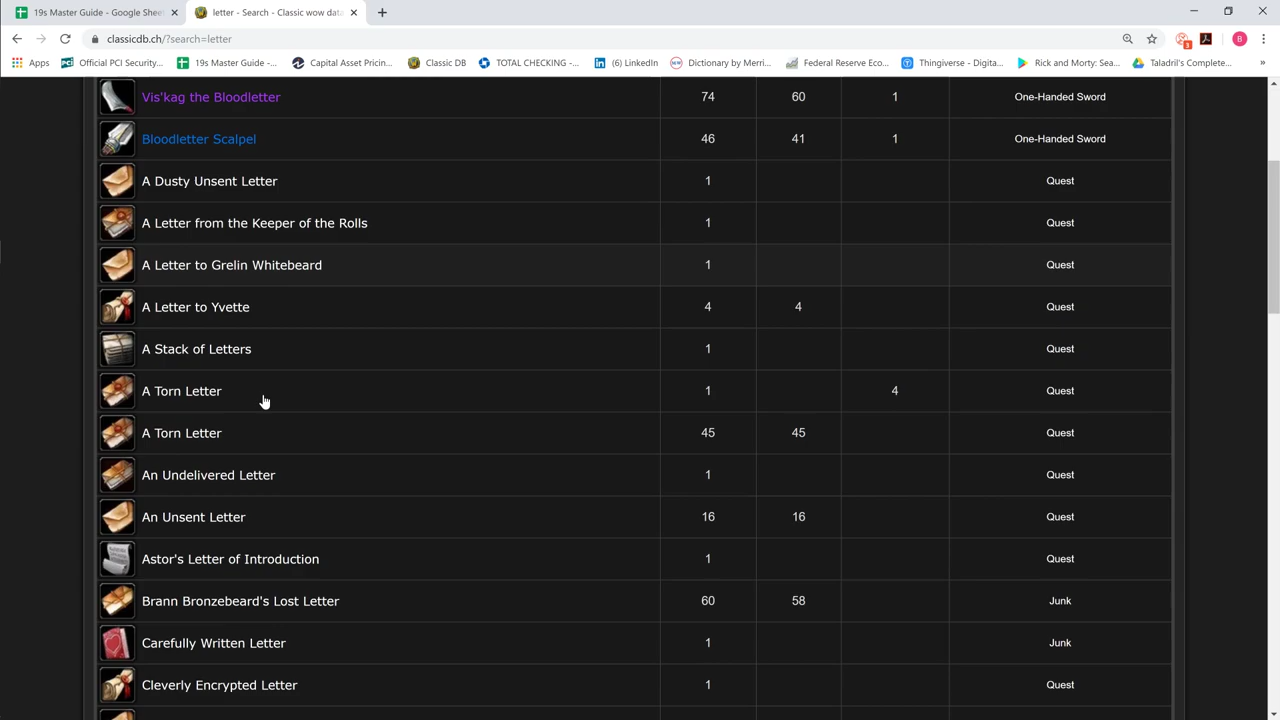 19s Master Guide - Google Shee
letter - Search - Classic wow data
classicdb.ch/?search=letter
3
B
Apps
Official PCI Security...
19s Master Guide -...
Capital Asset Pricin...
Classic DB
TOTAL CHECKING -...
(6) LinkedIn
Dictionary by Merri...
Federal Reserve Eco...
Thingiverse - Digita...
Rick and Morty: Sea...
Taladril's Complete...
»
Vis'kag the Bloodletter 74 60 1 One-Handed Sword
Bloodletter Scalpel 46 41 1 One-Handed Sword
A Dusty Unsent Letter 1 Quest
A Letter from the Keeper of the Rolls 1 Quest
A Letter to Grelin Whitebeard 1 Quest
A Letter to Yvette 4 4 Quest
A Stack of Letters 1 Quest
A Torn Letter 1 4 Quest
A Torn Letter 45 45 Quest
An Undelivered Letter 1 Quest
An Unsent Letter 16 16 Quest
Astor's Letter of Introduction 1 Quest
Brann Bronzebeard's Lost Letter 60 55 Junk
Carefully Written Letter 1 Junk
Cleverly Encrypted Letter 1 Quest